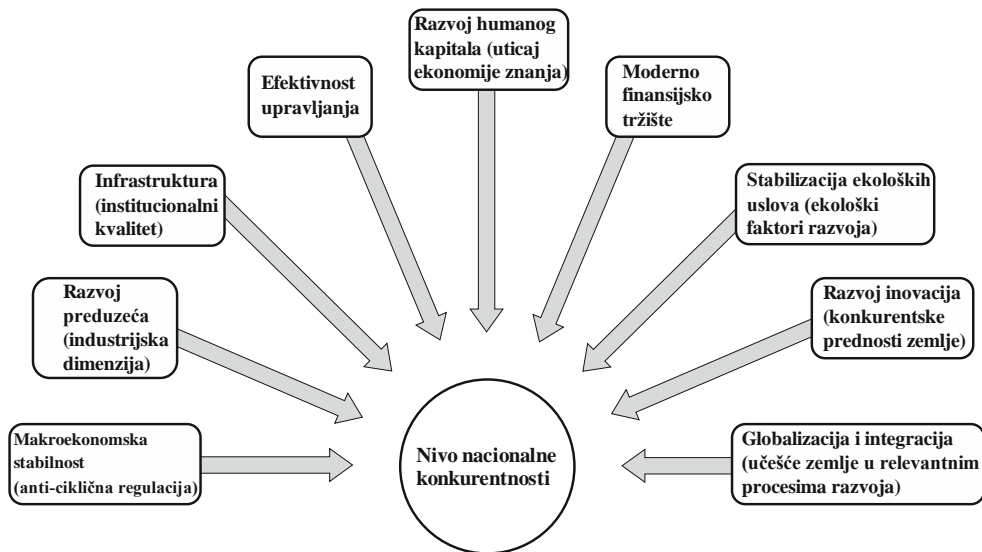 Razvoj humanog
kapitala (uticaj
ekonomije znanja)
Efektivnost
upravljanja
Moderno
finansijsko
tržište
Infrastruktura
(institucionalni
kvalitet)
Stabilizacija ekoloških
uslova (ekološki
faktori razvoja)
Razvoj
preduzeća
(industrijska
dimenzija)
Razvoj inovacija
(konkurentske
prednosti zemlje)
Makroekonomska
stabilnost
(anti-ciklična regulacija)
Nivo nacionalne
konkurentnosti
Globalizacija i integracija
(učešće zemlje u relevantnim
procesima razvoja)